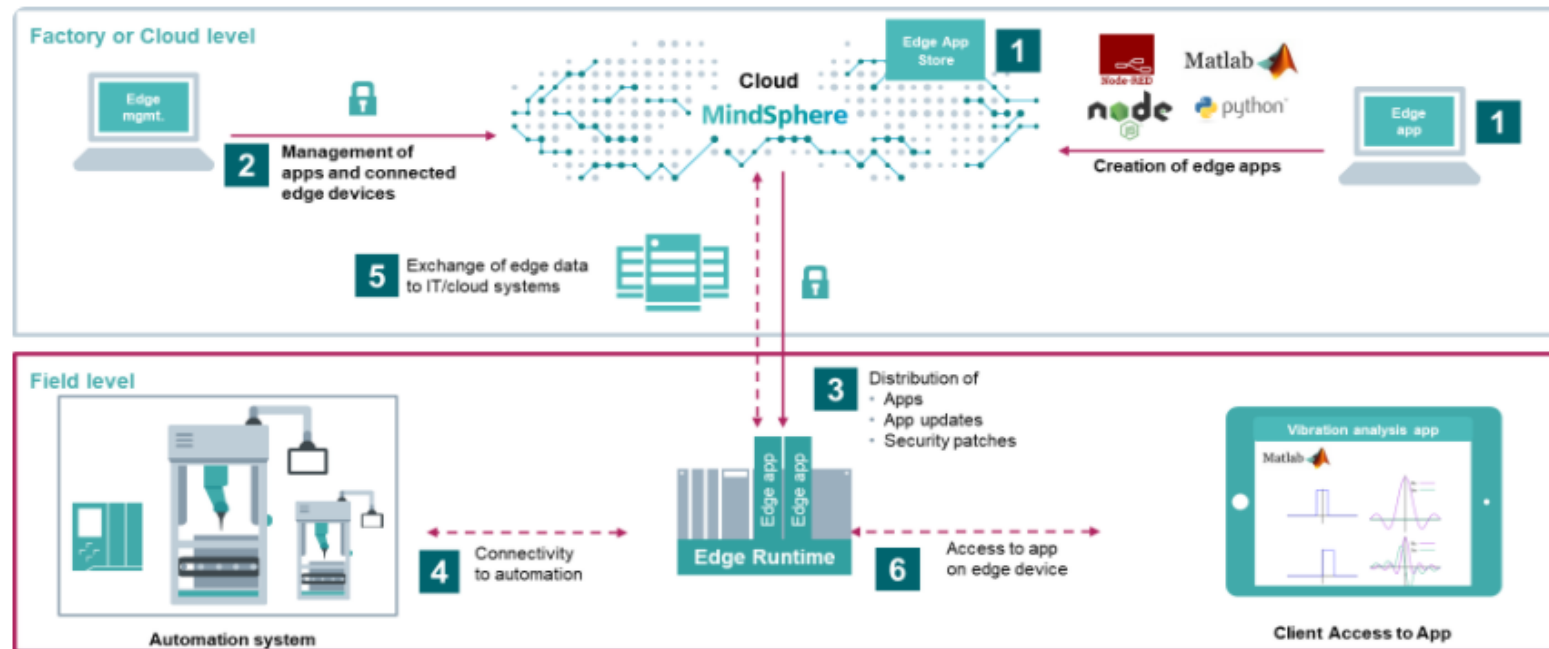 Factory or Cloud level
Edge
mgmt.
2
Management of
apps and connected
edge devices
Cloud
MindSphere
Edge App
Store
1
Node-RED
Matlab
node
JS
python
Creation of edge apps
Edge
app
1
5
Exchange of edge data
to IT/cloud systems
Field level
3
Distribution of
· Apps
· App updates
· Security patches
Automation system
4
Connectivity
to automation
Edge app
Edge app
Edge Runtime
6
Access to app
on edge device
Vibration analysis app
Matlab
Client Access to App